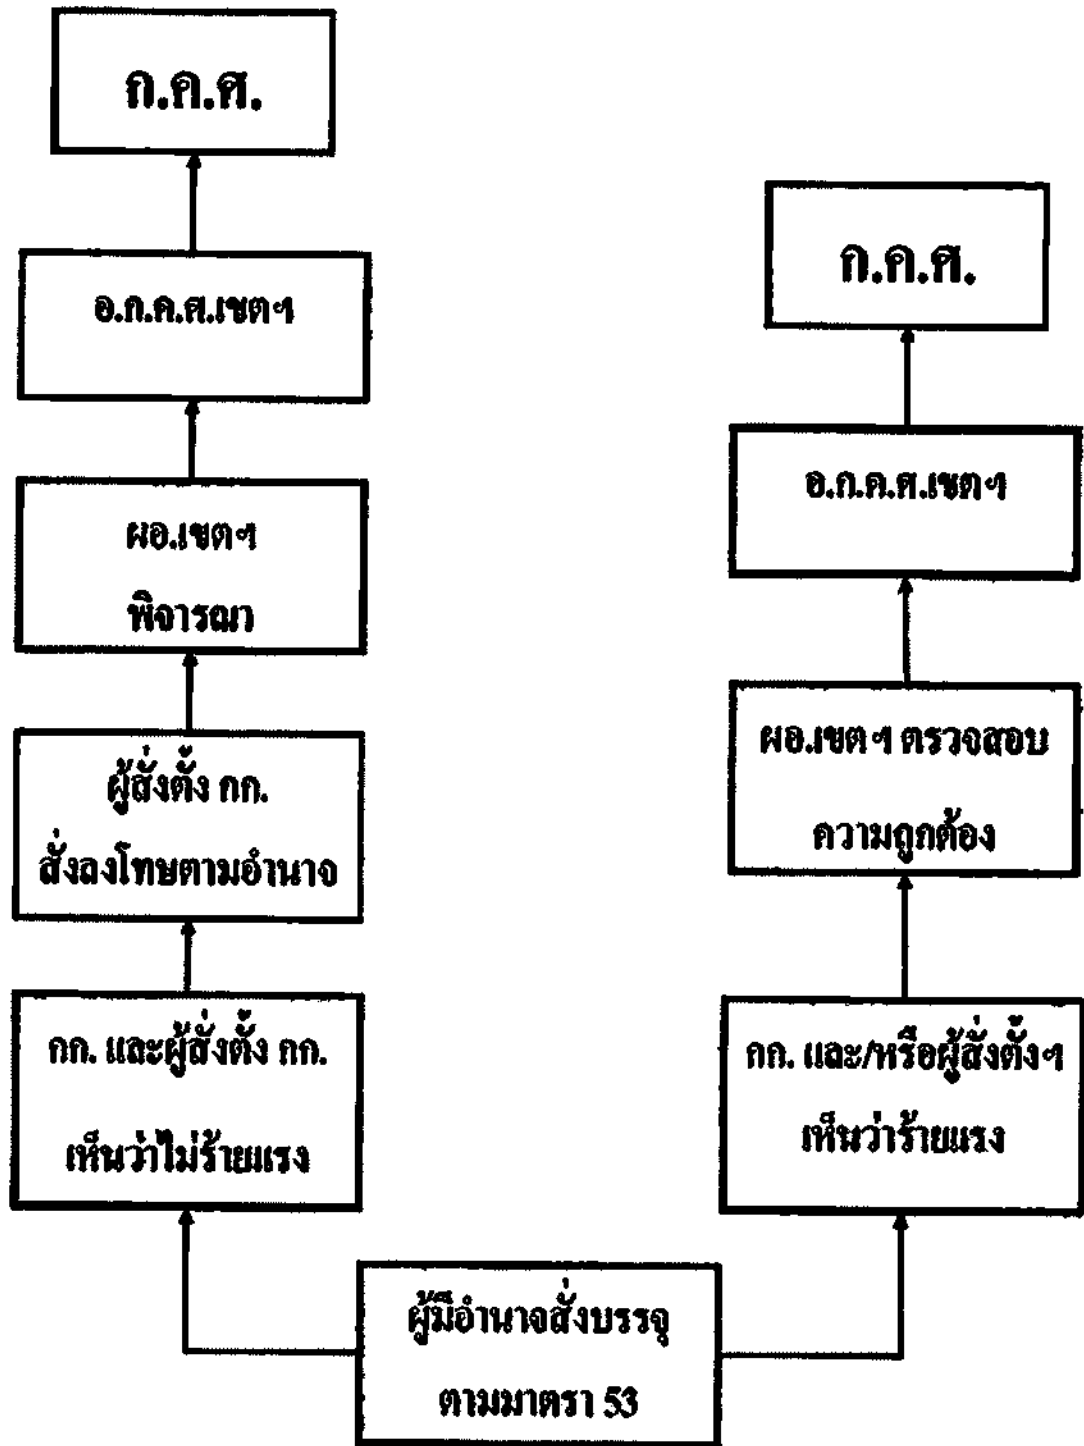 ก.ค.ศ.
อ.ก.ค.ศ.เขตฯ
ผอ.เขตฯ
พิจารณา
ผู้สั่งตั้ง กก.
สั่งลงโทษตามอำนาจ
กก. และผู้สั่งตั้ง กก.
เห็นว่าไม่ร้ายแรง
ก.ค.ศ.
อ.ก.ค.ศ.เขตฯ
ผอ.เขตฯ ตรวจสอบ
ความถูกต้อง
กก. และ/หรือผู้สั่งตั้งฯ
เห็นว่าร้ายแรง
ผู้มีอำนาจสั่งบรรจุ
ตามมาตรา 53